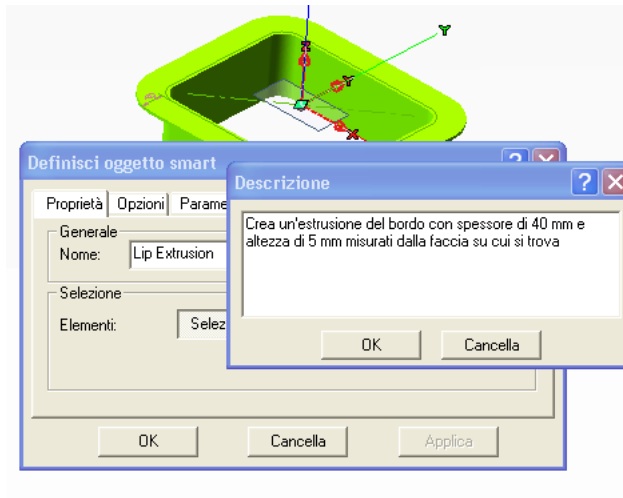 Z
Y
Y
X
Definisci oggetto smart
Descrizione
Proprietà
Opzioni
Generale
Nome:
Lip Extrusion
Crea un'estrusione del bordo con spessore di 40 mm e
altezza di 5 mm misurati dalla faccia su cui si trova
Selezione
Elementi:
OK
Cancella
OK
Cancella
Applica